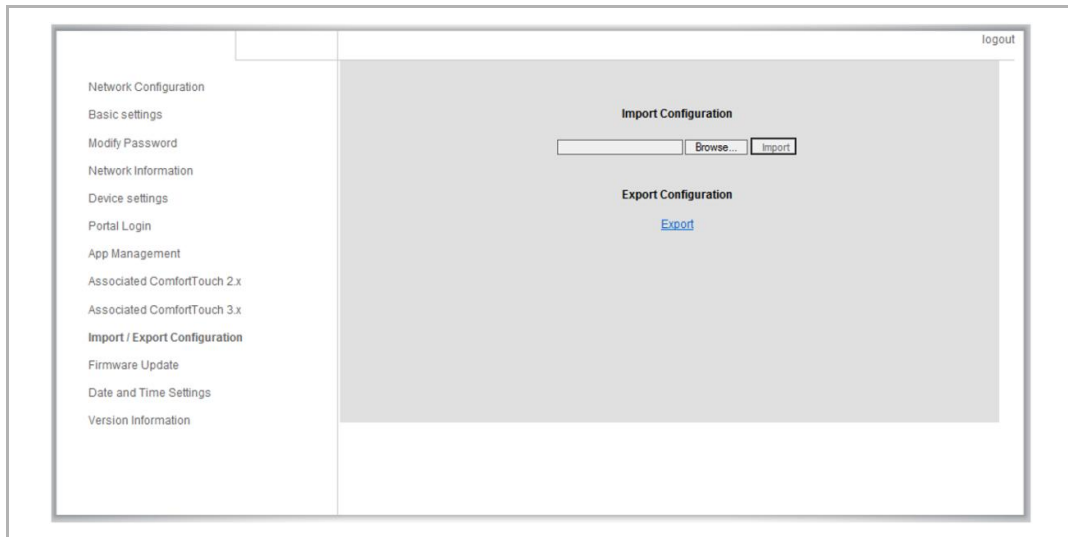 logout
Network Configuration
Basic settings
Modify Password
Network Information
Device settings
Portal Login
App Management
Associated ComfortTouch 2.x
Associated ComfortTouch 3.x
Import / Export Configuration
Firmware Update
Date and Time Settings
Version Information
Import Configuration
Browse... Import
Export Configuration
Export